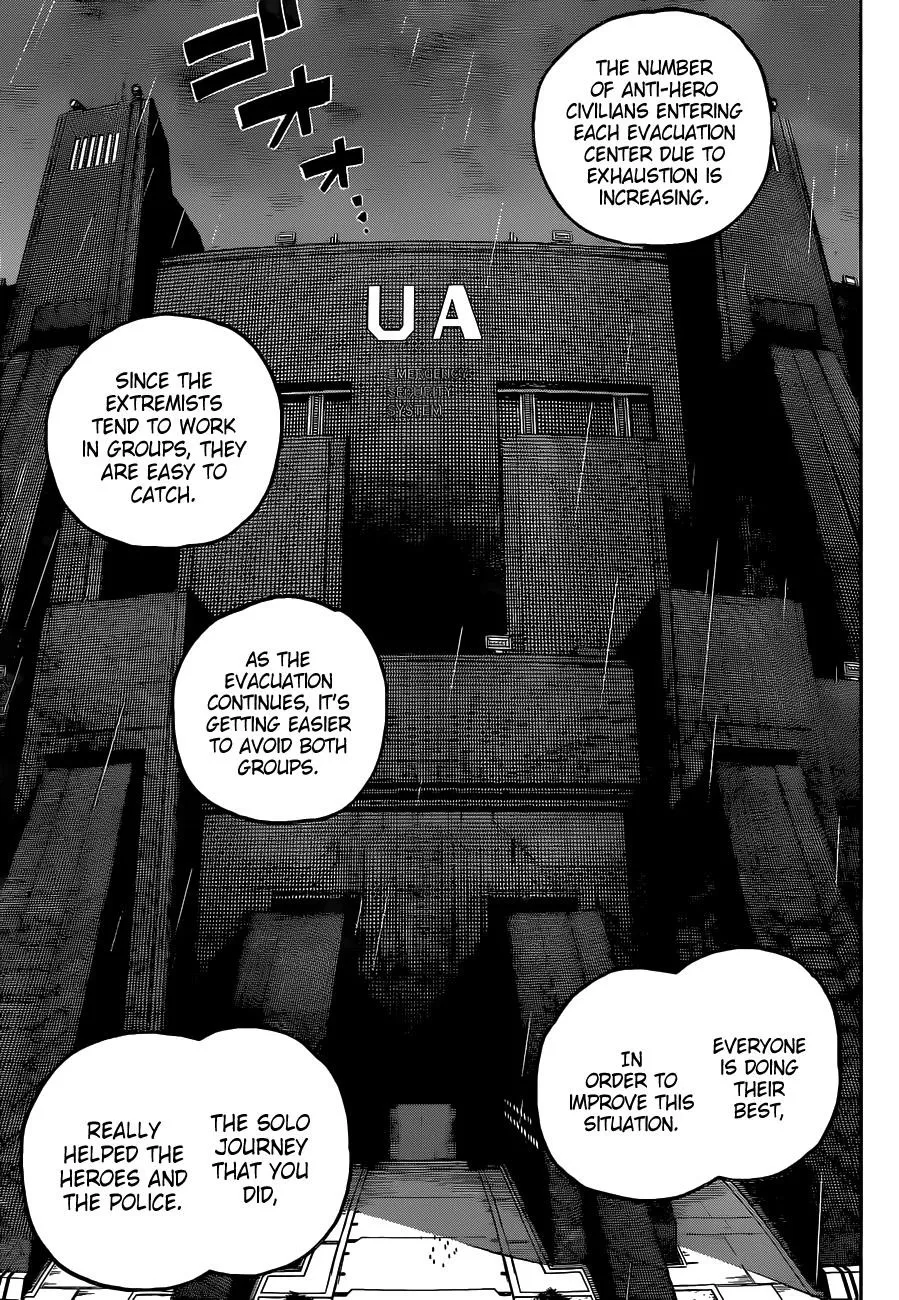 ゴオオ...
THE NUMBER
OF ANTI-HERO
CIVILIANS ENTERING
EACH EVACUATION
CENTER DUE TO
EXHAUSTION IS
INCREASING.
UA
EMERGENCY
SECURITY
SYSTEM
SINCE THE
EXTREMISTS
TEND TO WORK
IN GROUPS, THEY
ARE EASY TO
CATCH.
AS THE
EVACUATION
CONTINUES, IT'S
GETTING EASIER
TO AVOID BOTH
GROUPS.
EVERYONE
IS DOING
THEIR
BEST,
IN
ORDER TO
IMPROVE THIS
SITUATION.
THE SOLO
JOURNEY
THAT YOU
DID,
REALLY
HELPED THE
HEROES AND
THE POLICE.